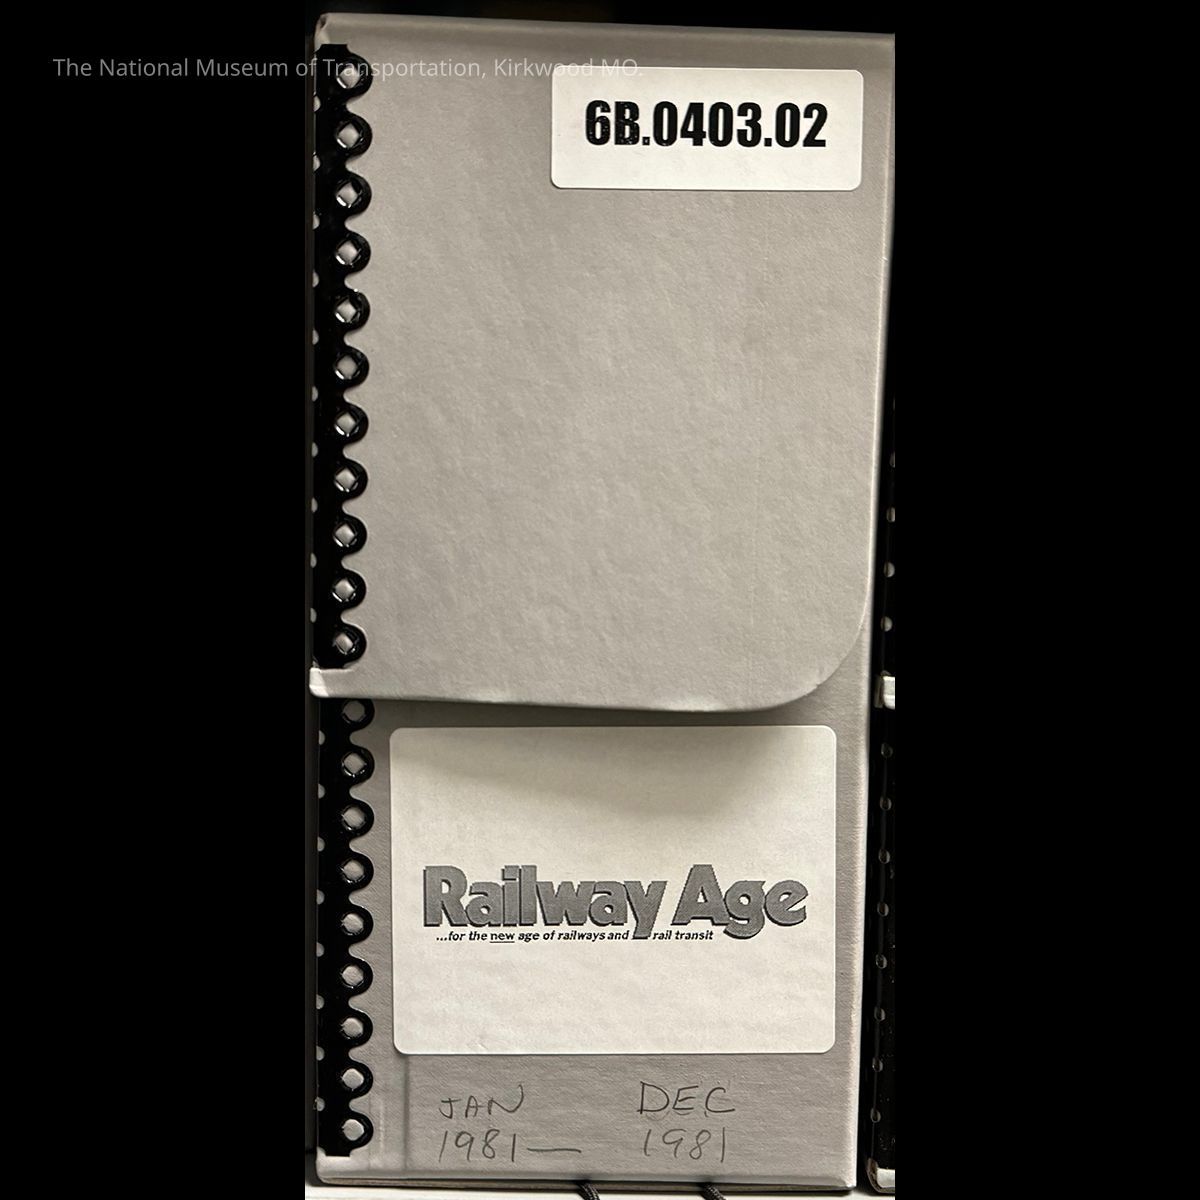 The National Museum of Transportation, Kirkwood MO.
6B.0403.02
Railway Age
...for the new age of railways and rail transit
JAN DEC
1981— 1981